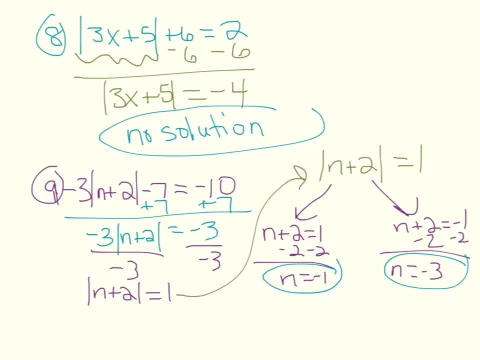 8) |3x+5| +6 = 2
-6 -6
|3x+5| = -4
no solution
9) -3|n+2| -7 = -10
+7 +7
-3|n+2| = -3
-3 -3
|n+2| = 1
|n+2| = 1
n+2=1
-2 -2
n=-1
n+2=-1
-2 -2
n=-3